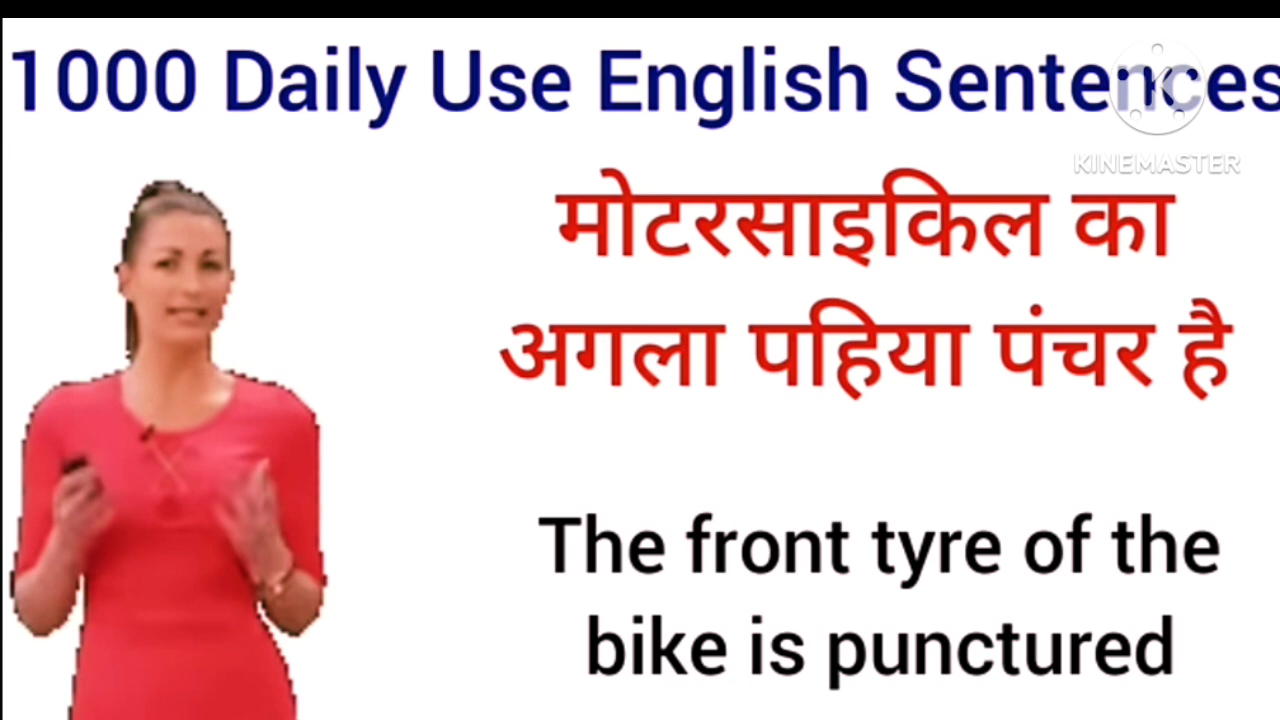 1000 Daily Use English Sentences
KINEMASTER
मोटरसाइकिल का
अगला पहिया पंचर है
The front tyre of the
bike is punctured